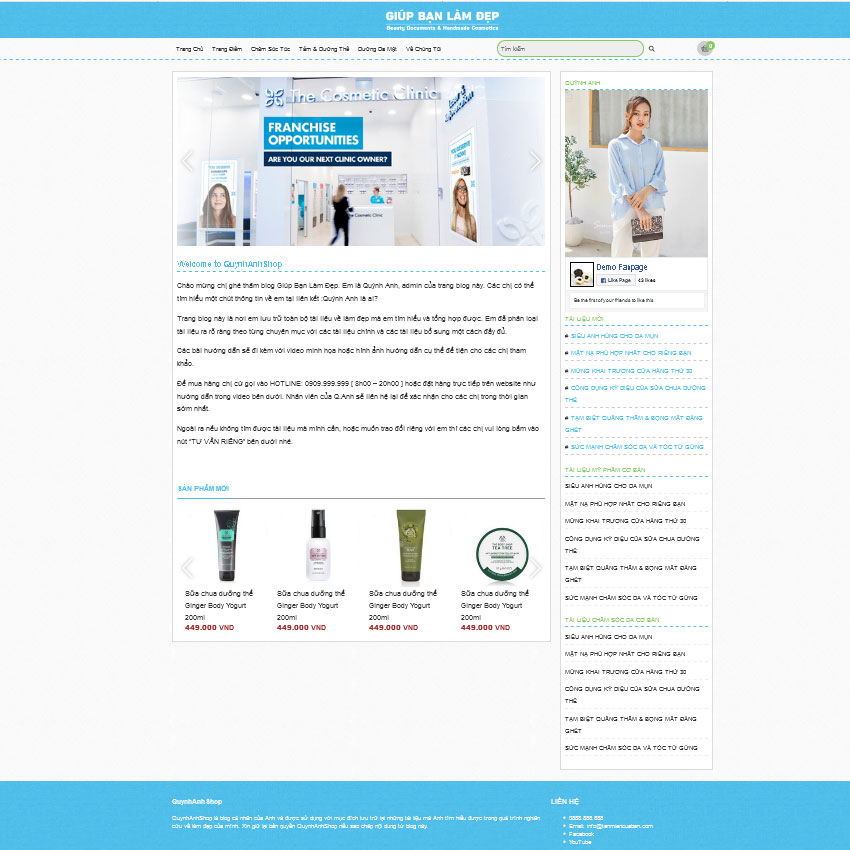 GIÚP BẠN LÀM ĐẸP
Beauty Documents & Handmade Cosmetics
Trang Chủ Trang Điểm Chăm Sóc Tóc Tắm & Dưỡng Thể Dưỡng Da Mặt Về Chúng Tôi
Tìm kiếm
0
The Cosmetic Clinic
FRANCHISE
OPPORTUNITIES
ARE YOU OUR NEXT CLINIC OWNER?
The Cosmetic Clinic
Welcome to QuynhAnhShop
Chào mừng chị ghé thăm blog Giúp Bạn Làm Đẹp. Em là Quỳnh Anh, admin của trang blog này. Các chị có thể
tìm hiểu một chút thông tin về em tại liên kết :Quỳnh Anh là ai?
Trang blog này là nơi em lưu trữ toàn bộ tài liệu về làm đẹp mà em tìm hiểu và tổng hợp được. Em đã phân loại
tài liệu ra rõ ràng theo từng chuyên mục với các tài liệu chính và các tài liệu bổ sung một cách đầy đủ.
Các bài hướng dẫn sẽ đi kèm với video minh họa hoặc hình ảnh hướng dẫn cụ thể để tiện cho các chị tham
khảo.
Để mua hàng chị cứ gọi vào HOTLINE: 0909.999.999 [ 8h00 – 20h00 ] hoặc đặt hàng trực tiếp trên website như
hướng dẫn trong video bên dưới. Nhân viên của Q.Anh sẽ liên hệ lại để xác nhận cho các chị trong thời gian
sớm nhất.
Ngoài ra nếu không tìm được tài liệu mà mình cần, hoặc muốn trao đổi riêng với em thì các chị vui lòng bấm vào
nút "TƯ VẤN RIÊNG" bên dưới nhé.
SẢN PHẨM MỚI
TEA TREE
Sữa chua dưỡng thể
Ginger Body Yogurt
200ml
449.000 VND
Sữa chua dưỡng thể
Ginger Body Yogurt
200ml
449.000 VND
Sữa chua dưỡng thể
Ginger Body Yogurt
200ml
449.000 VND
Sữa chua dưỡng thể
Ginger Body Yogurt
200ml
449.000 VND
QUỲNH ANH
Demo Fanpage
Like Page 43 likes
Be the first of your friends to like this
TÀI LIỆU MỚI
# SIÊU ANH HÙNG CHO DA MỤN
# MẶT NẠ PHÙ HỢP NHẤT CHO RIÊNG BẠN
# MỪNG KHAI TRƯƠNG CỬA HÀNG THỨ 30
# CÔNG DỤNG KỲ DIỆU CỦA SỮA CHUA DƯỠNG
THỂ
# TẠM BIỆT QUẦNG THÂM & BỌNG MẮT ĐÁNG
GHÉT
# SỨC MẠNH CHĂM SÓC DA VÀ TÓC TỪ GỪNG
TÀI LIỆU MỸ PHẨM CƠ BẢN
SIÊU ANH HÙNG CHO DA MỤN
MẶT NẠ PHÙ HỢP NHẤT CHO RIÊNG BẠN
MỪNG KHAI TRƯƠNG CỬA HÀNG THỨ 30
CÔNG DỤNG KỲ DIỆU CỦA SỮA CHUA DƯỠNG
THỂ
TẠM BIỆT QUẦNG THÂM & BỌNG MẮT ĐÁNG
GHÉT
SỨC MẠNH CHĂM SÓC DA VÀ TÓC TỪ GỪNG
TÀI LIỆU CHĂM SÓC DA CƠ BẢN
SIÊU ANH HÙNG CHO DA MỤN
MẶT NẠ PHÙ HỢP NHẤT CHO RIÊNG BẠN
MỪNG KHAI TRƯƠNG CỬA HÀNG THỨ 30
CÔNG DỤNG KỲ DIỆU CỦA SỮA CHUA DƯỠNG
THỂ
TẠM BIỆT QUẦNG THÂM & BỌNG MẮT ĐÁNG
GHÉT
SỨC MẠNH CHĂM SÓC DA VÀ TÓC TỪ GỪNG
QuynhAnhShop
QuynhAnhShop là blog cá nhân của Anh và được sử dụng với mục đích lưu trữ lại những tài liệu mà Anh tìm hiểu được trong quá trình nghiên
cứu về làm đẹp của mình. Xin giữ lại bản quyền QuynhAnhShop nếu sao chép nội dung từ blog này.
LIÊN HỆ
0888.888.888
Email:
Facebook
YouTube